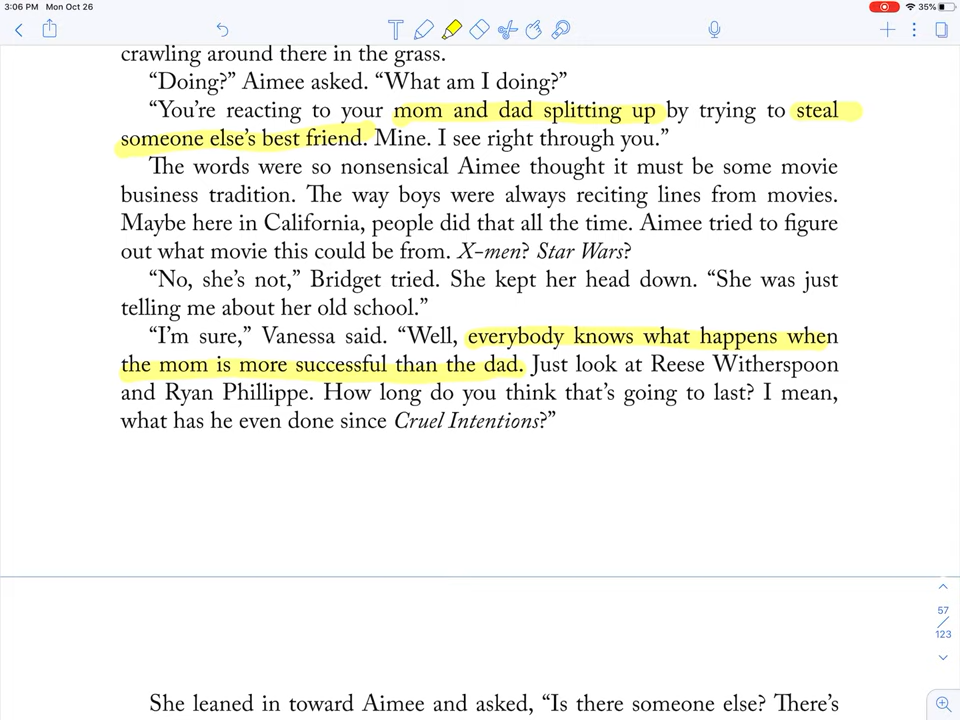 3:06 PM Mon Oct 26
35%
crawling around there in the grass.
“Doing?” Aimee asked. “What am I doing?”
“You’re reacting to your mom and dad splitting up by trying to steal
someone else’s best friend. Mine. I see right through you.”
The words were so nonsensical Aimee thought it must be some movie
business tradition. The way boys were always reciting lines from movies.
Maybe here in California, people did that all the time. Aimee tried to figure
out what movie this could be from. X-men? Star Wars?
“No, she’s not,” Bridget tried. She kept her head down. “She was just
telling me about her old school.”
“I’m sure,” Vanessa said. “Well, everybody knows what happens when
the mom is more successful than the dad. Just look at Reese Witherspoon
and Ryan Phillippe. How long do you think that’s going to last? I mean,
what has he even done since Cruel Intentions?”
57
/
123
She leaned in toward Aimee and asked, “Is there someone else? There’s